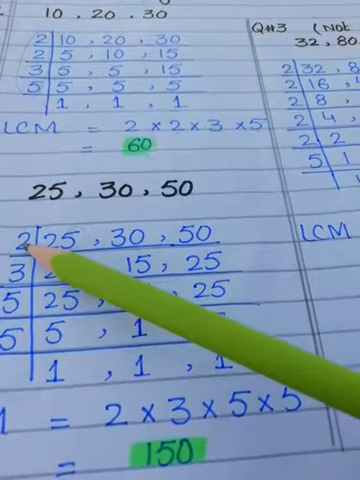 10 , 20 , 30
2 | 10 , 20 , 30
2 | 5 , 10 , 15
3 | 5 , 5 , 15
5 | 5 , 5 , 5
1 , 1 , 1
LCM = 2 × 2 × 3 × 5
= 60
25 , 30 , 50
2 | 25 , 30 , 50
3 | 2 15 , 25
5 | 25 , , 25
5 | 5 , 1
1 , 1 , 1
= 2 × 3 × 5 × 5
= 150
Q#3 (Not
32, 80
2 | 32, 8
2 | 16,
2 | 8 ,
2 | 4 ,
2 | 2
5 | 1
LCM